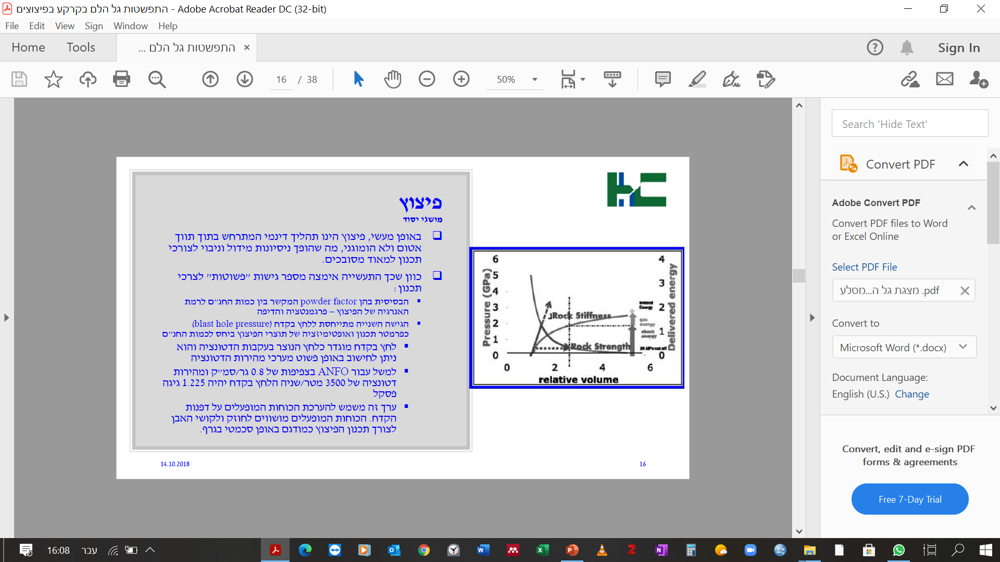 התפשטות גל הלם בקרקע בפיצוצים - Adobe Acrobat Reader DC (32-bit)
File Edit View Sign Window Help
Home Tools התפשטות גל הלם ... Sign In
16 / 38 50%
Search 'Hide Text'
Convert PDF
Adobe Convert PDF
Convert PDF files to Word
or Excel Online
Select PDF File
מצגת גל ה...מסלע .pdf
Convert to
Microsoft Word (*.docx)
Document Language:
English (U.S.) Change
Convert, edit and e-sign PDF
forms & agreements
Free 7-Day Trial
פיצוץ
מושגי יסוד
באופן מעשי, פיצוץ הינו תהליך דינמי המתרחש בתוך תווך
אטום ולא הומוגני, מה שהופך ניסיונות מידול וניבוי לצורכי
תכנון למאוד מסובכים.
כוון שכך התעשייה אימצה מספר גישות "פשוטות" לצרכי
תכנון :
הבסיסית בהן powder factor המקשר בין כמות החנ"ם לרמת
האנרגיה של הפיצוץ – פרגמנטציה והדיפה
הגישה השנייה מתייחסת ללחץ בקדח (blast hole pressure)
כפרמטר תכנון ואופטימיזציה של תוצרי הפיצוץ ביחס לכמות החנ"ם
לחץ בקדח מוגדר כלחץ הנוצר בעקבות הדטונציה והוא
ניתן לחישוב באופן פשוט מערכי מהירות הדטונציה
למשל עבור ANFO בצפיפות של 0.8 גר/סמ"ק ומהירות
דטונציה של 3500 מטר/שניה הלחץ בקדח יהיה 1.225 גיגה
פסקל
ערך זה משמש להערכת הכוחות המופעלים על דפנות
הקדח. הכוחות המופעלים מושווים לחוזק ולקושי האבן
לצורך תכנון הפיצוץ כמודגם באופן סכמטי בגרף.
6 4
5
3
4
3 2
2
1
1
0 0
0 2 4 6
Pressure (GPa)
Delivered energy
Rock Stiffness
Rock Strength
Energy
energy
shock
energy
relative volume
14.10.2018 16
16:08 עבר